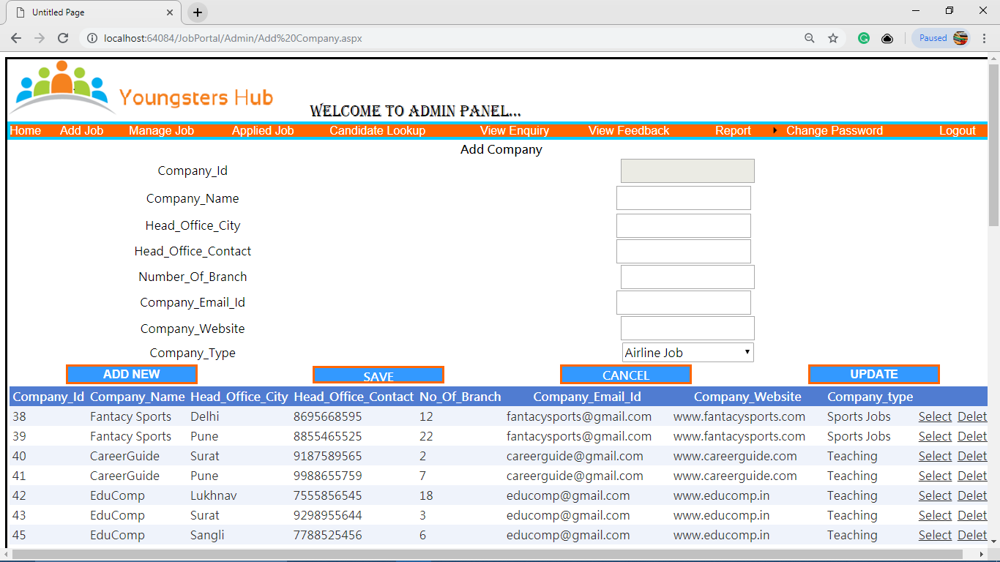 Untitled Page
localhost:64084/JobPortal/Admin/Add%20Company.aspx
Paused
Youngsters Hub
WELCOME TO ADMIN PANEL...
Home Add Job Manage Job Applied Job Candidate Lookup View Enquiry View Feedback Report Change Password Logout
Add Company
Company_Id
Company_Name
Head_Office_City
Head_Office_Contact
Number_Of_Branch
Company_Email_Id
Company_Website
Company_Type Airline Job
ADD NEW SAVE CANCEL UPDATE
Company_Id Company_Name Head_Office_City Head_Office_Contact No_Of_Branch Company_Email_Id Company_Website Company_type
38 Fantacy Sports Delhi 8695668595 12 fantacysports@gmail.com www.fantacysports.com Sports Jobs Select Delet
39 Fantacy Sports Pune 8855465525 22 fantacysports@gmail.com www.fantacysports.com Sports Jobs Select Delet
40 CareerGuide Surat 9187589565 2 careerguide@gmail.com www.careerguide.com Teaching Select Delet
41 CareerGuide Pune 9988655759 7 careerguide@gmail.com www.careerguide.com Teaching Select Delet
42 EduComp Lukhnav 7555856545 18 educomp@gmail.com www.educomp.in Teaching Select Delet
43 EduComp Surat 9298955644 3 educomp@gmail.com www.educomp.in Teaching Select Delet
45 EduComp Sangli 7788525456 6 educomp@gmail.com www.educomp.in Teaching Select Delet